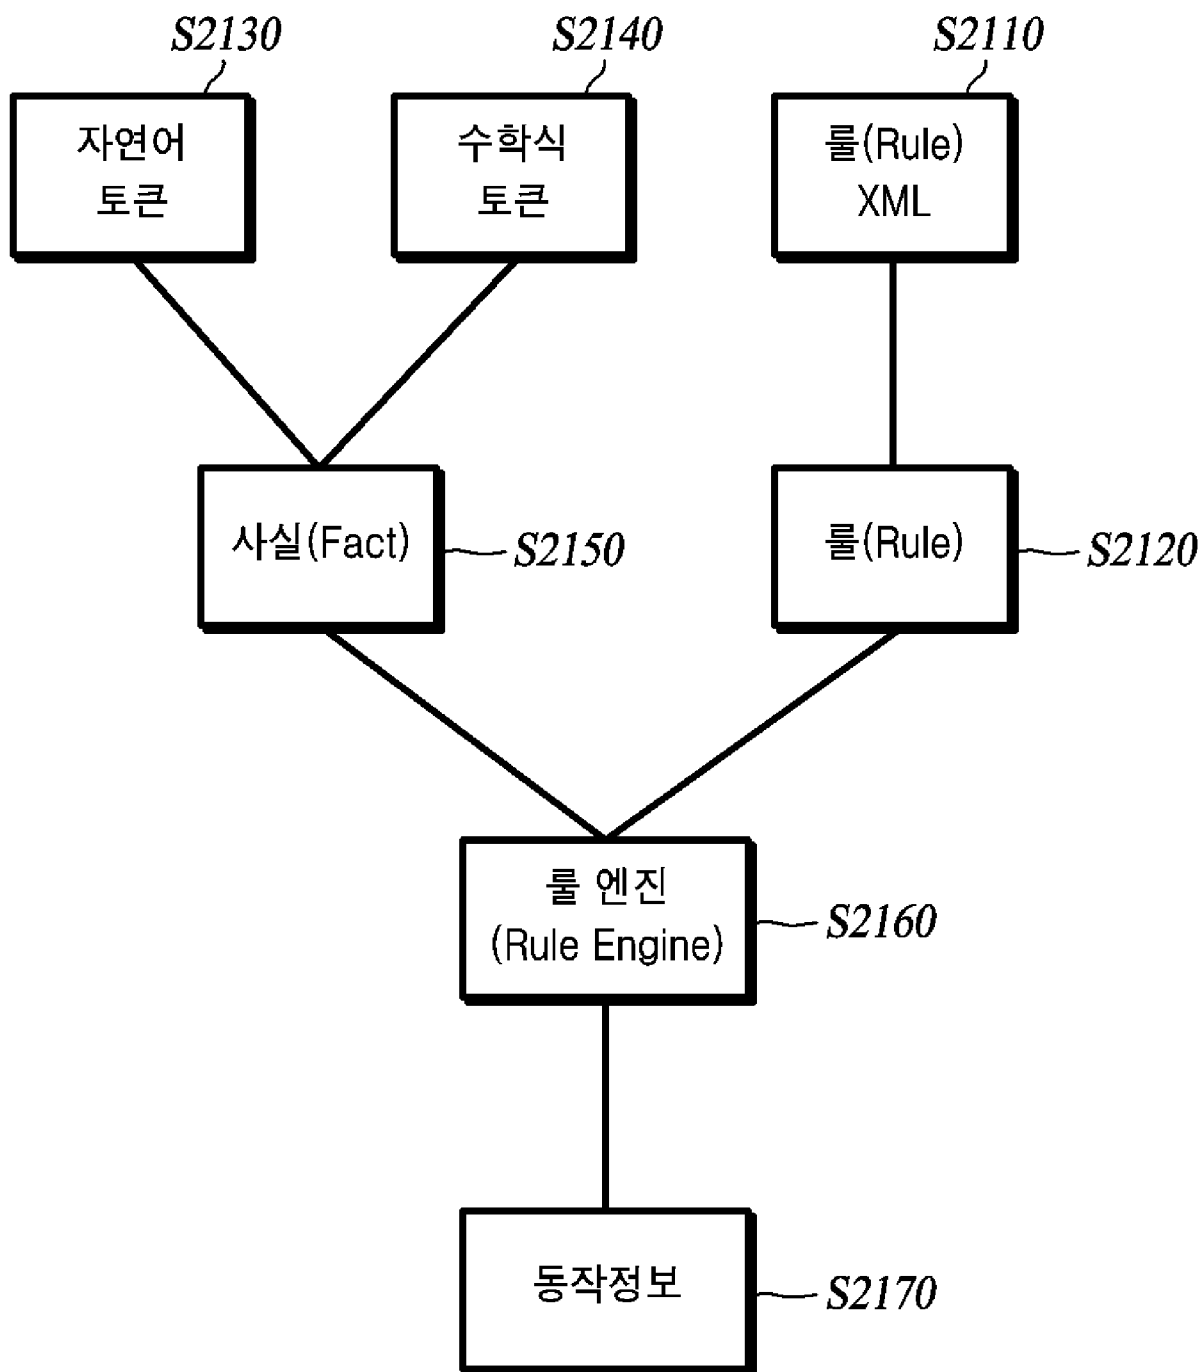 S2130
S2140
S2110
자연어
토큰
수학식
토큰
룰(Rule)
XML
사실(Fact)
S2150
룰(Rule)
S2120
룰 엔진
(Rule Engine)
S2160
동작정보
S2170